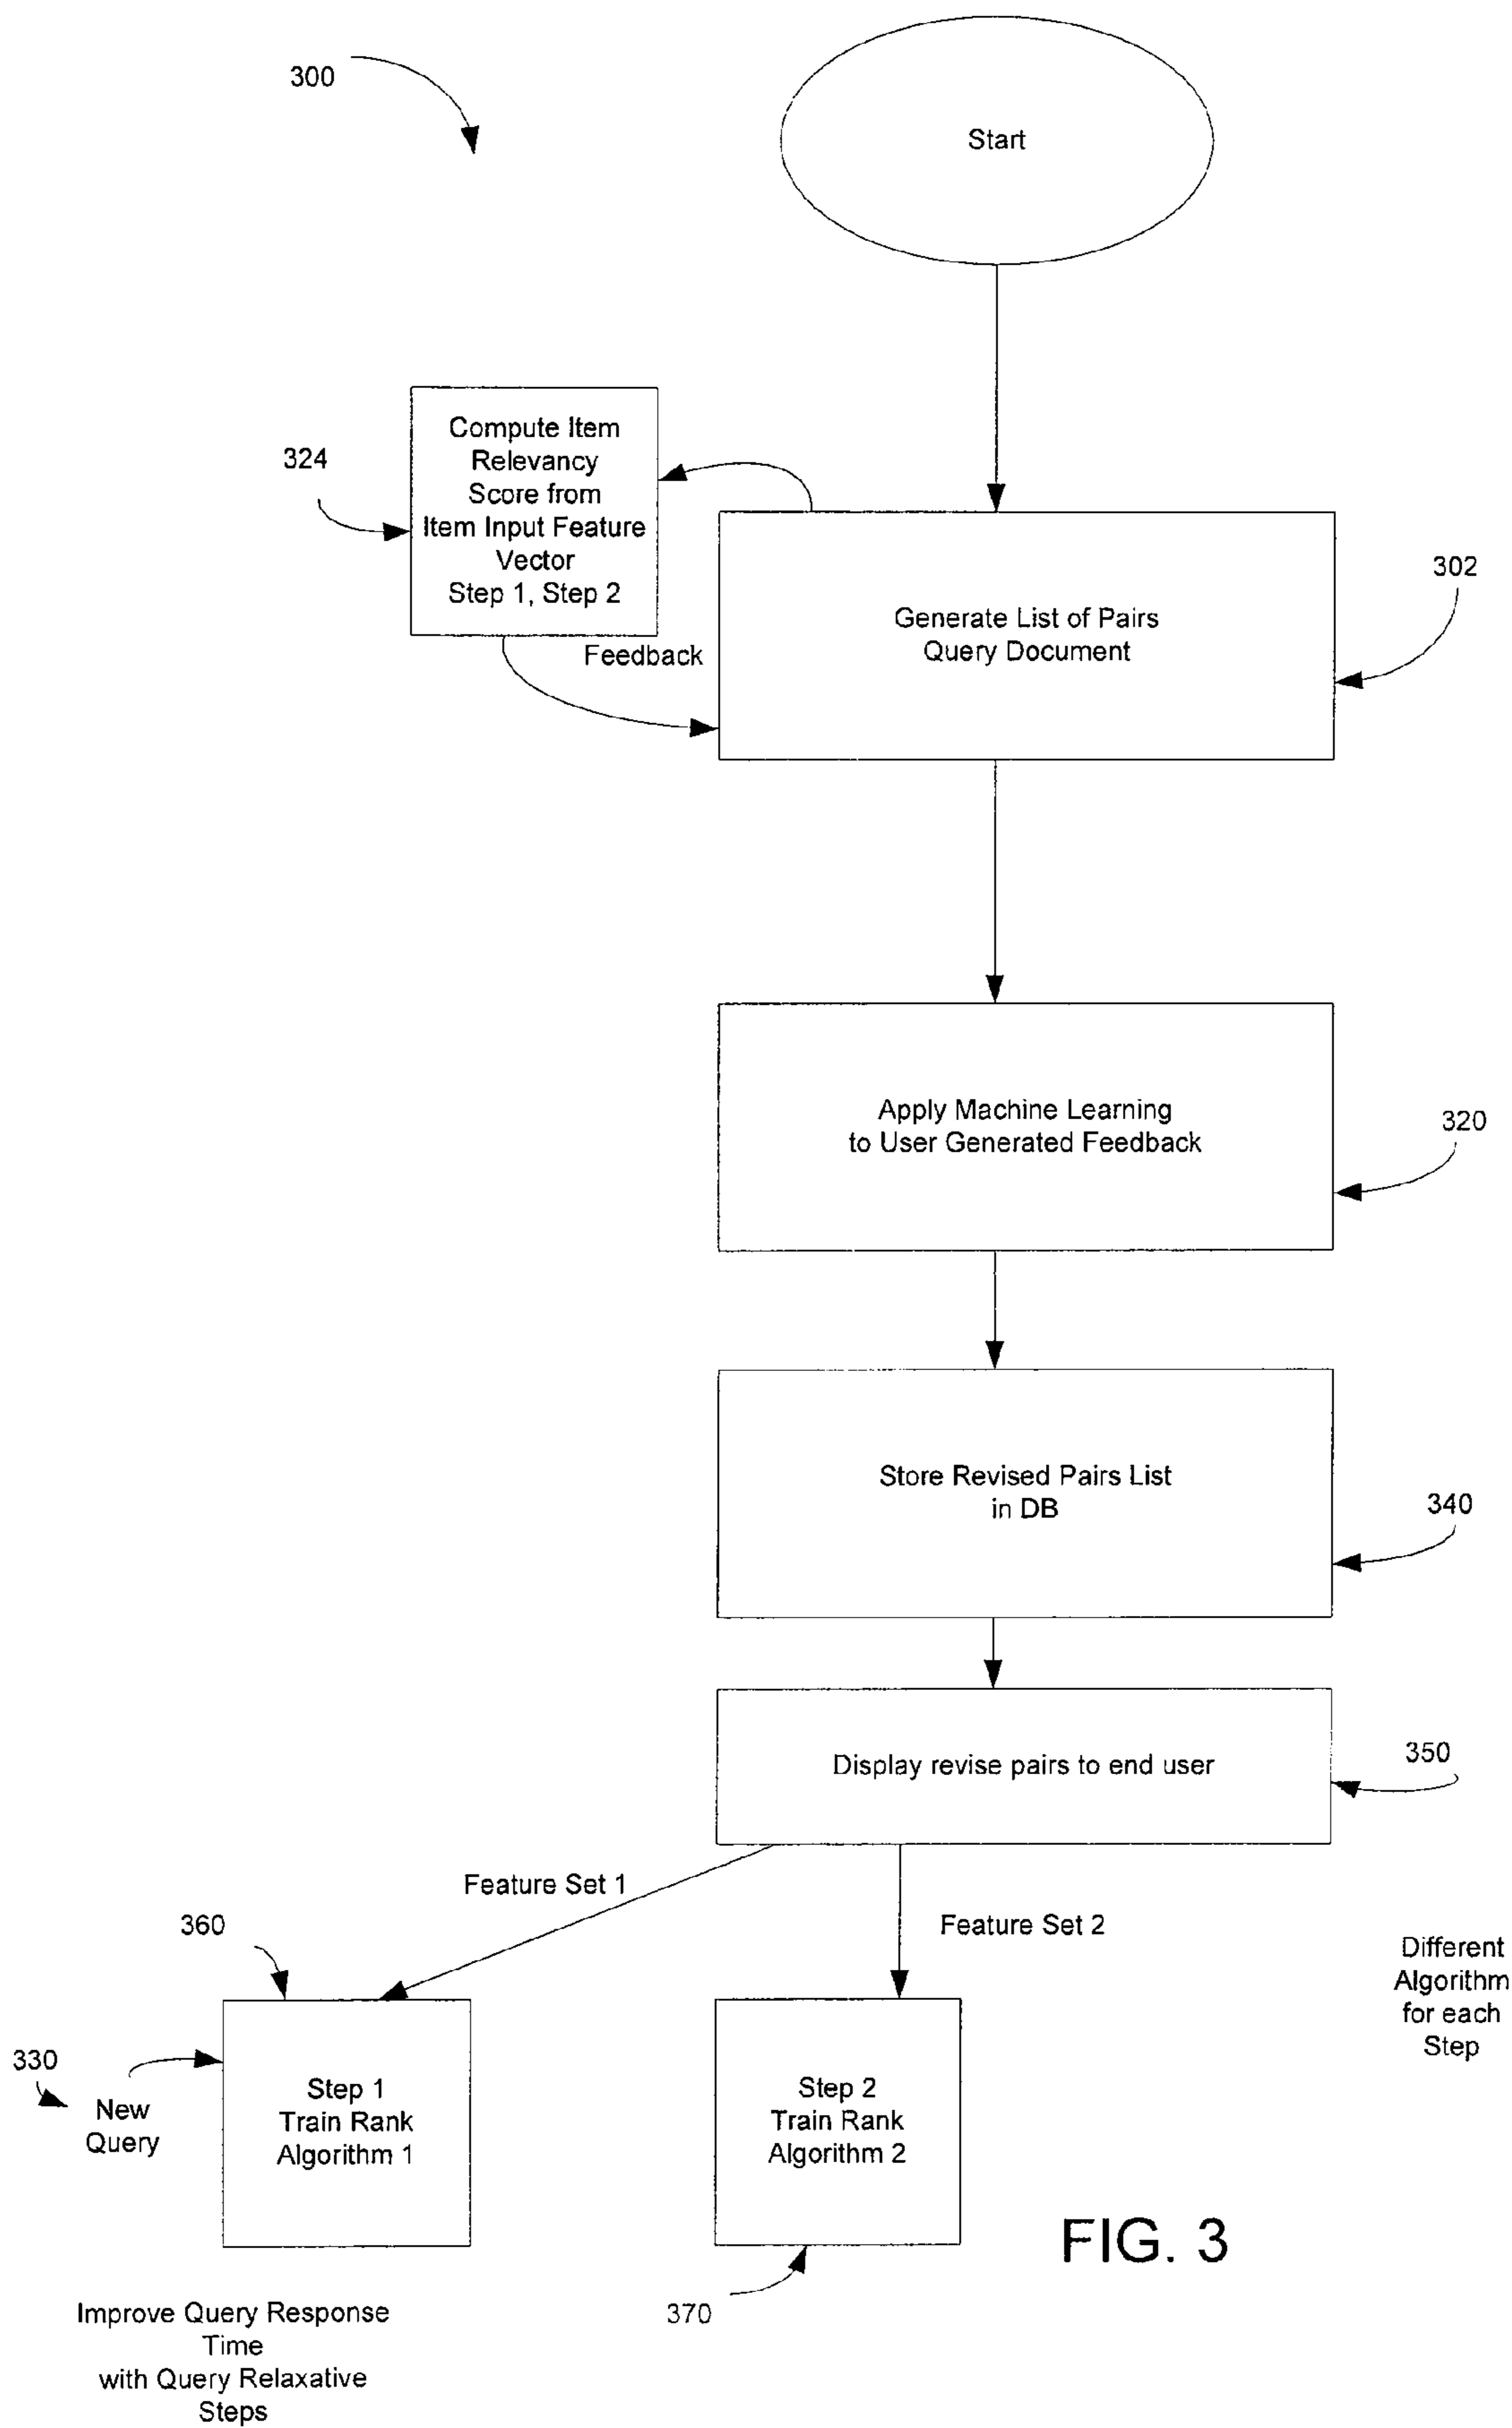 300
Start
324
Compute Item
Relevancy
Score from
Item Input Feature
Vector
Step 1, Step 2
Feedback
302
Generate List of Pairs
Query Document
Apply Machine Learning
to User Generated Feedback
320
Store Revised Pairs List
in DB
340
Display revise pairs to end user
350
Feature Set 1
Feature Set 2
360
Different
Algorithm
for each
Step
330
New
Query
Step 1
Train Rank
Algorithm 1
Step 2
Train Rank
Algorithm 2
FIG. 3
370
Improve Query Response
Time
with Query Relaxative
Steps